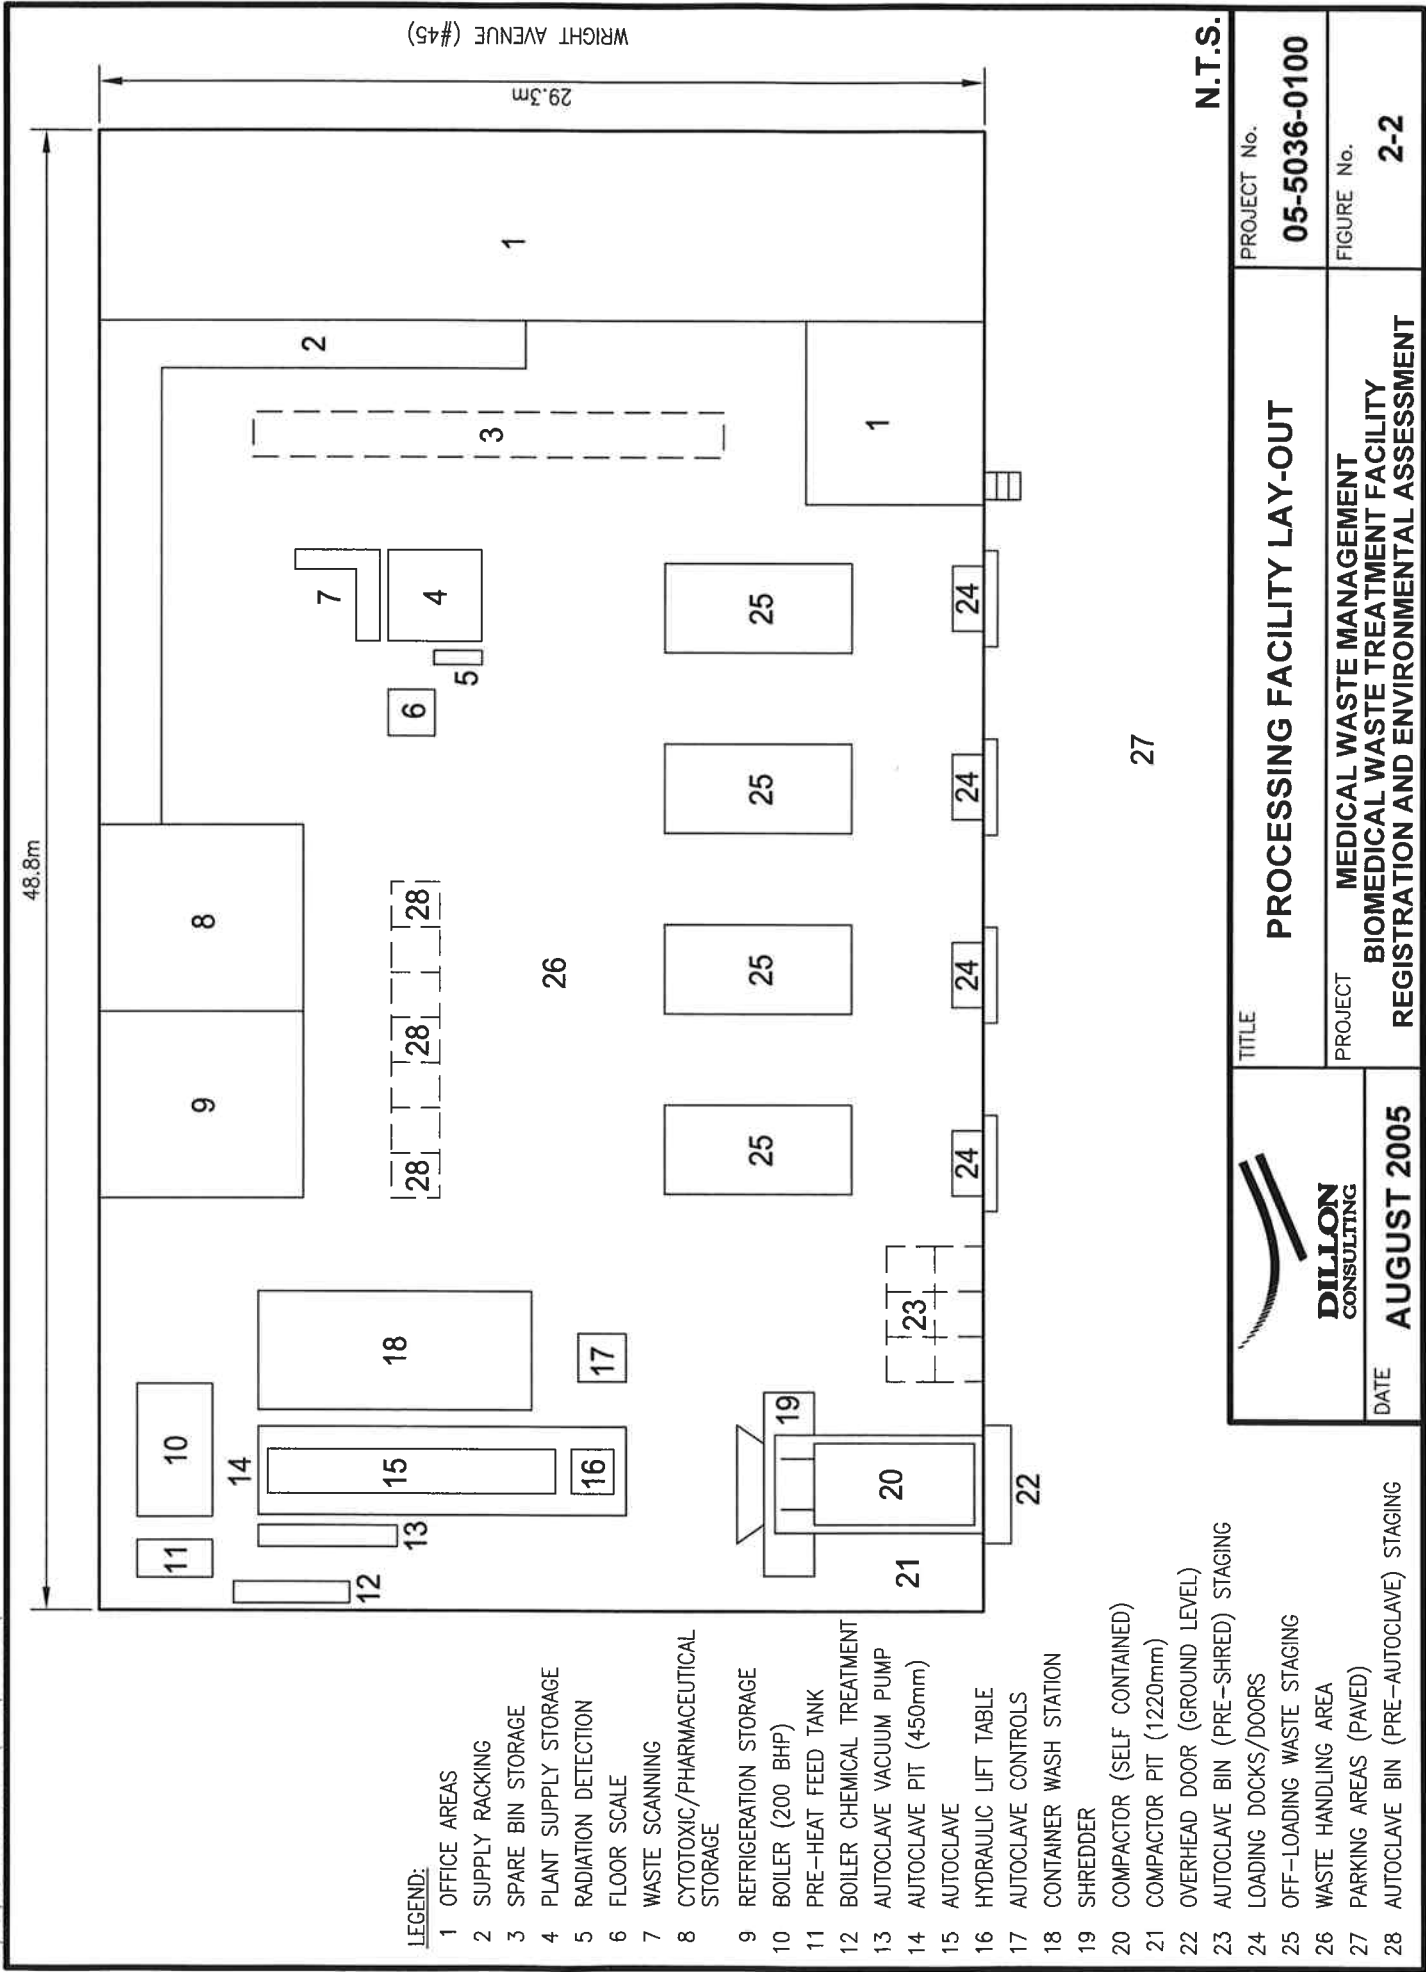 48.8m
29.3m
WRIGHT AVENUE (#45)
1
2
3
1
7
4
5
6
8
9
28
28
28
26
25
25
25
25
24
24
24
24
27
10
11
12
13
14
15
16
17
18
19
20
21
22
23
LEGEND:
1 OFFICE AREAS
2 SUPPLY RACKING
3 SPARE BIN STORAGE
4 PLANT SUPPLY STORAGE
5 RADIATION DETECTION
6 FLOOR SCALE
7 WASTE SCANNING
8 CYTOTOXIC/PHARMACEUTICAL
STORAGE
9 REFRIGERATION STORAGE
10 BOILER (200 BHP)
11 PRE-HEAT FEED TANK
12 BOILER CHEMICAL TREATMENT
13 AUTOCLAVE VACUUM PUMP
14 AUTOCLAVE PIT (450mm)
15 AUTOCLAVE
16 HYDRAULIC LIFT TABLE
17 AUTOCLAVE CONTROLS
18 CONTAINER WASH STATION
19 SHREDDER
20 COMPACTOR (SELF CONTAINED)
21 COMPACTOR PIT (1220mm)
22 OVERHEAD DOOR (GROUND LEVEL)
23 AUTOCLAVE BIN (PRE-SHRED) STAGING
24 LOADING DOCKS/DOORS
25 OFF-LOADING WASTE STAGING
26 WASTE HANDLING AREA
27 PARKING AREAS (PAVED)
28 AUTOCLAVE BIN (PRE-AUTOCLAVE) STAGING
N.T.S.
DILLON
CONSULTING
DATE
AUGUST 2005
TITLE
PROCESSING FACILITY LAY-OUT
PROJECT
MEDICAL WASTE MANAGEMENT
BIOMEDICAL WASTE TREATMENT FACILITY
REGISTRATION AND ENVIRONMENTAL ASSESSMENT
PROJECT No.
05-5036-0100
FIGURE No.
2-2